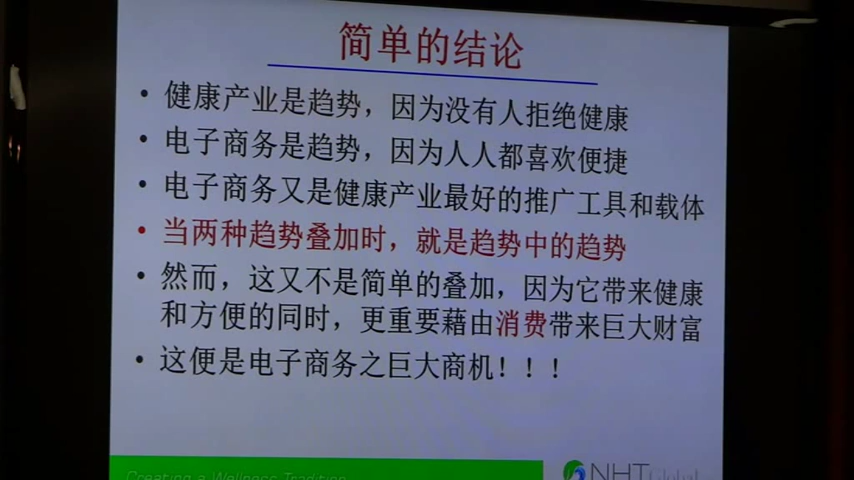 简单的结论
• 健康产业是趋势，因为没有人拒绝健康
• 电子商务是趋势，因为人人都喜欢便捷
• 电子商务又是健康产业最好的推广工具和载体
• 当两种趋势叠加时，就是趋势中的趋势
• 然而，这又不是简单的叠加，因为它带来健康
和方便的同时，更重要藉由消费带来巨大财富
• 这便是电子商务之巨大商机！！！
Creating a Wellness Tradition
NHT Global